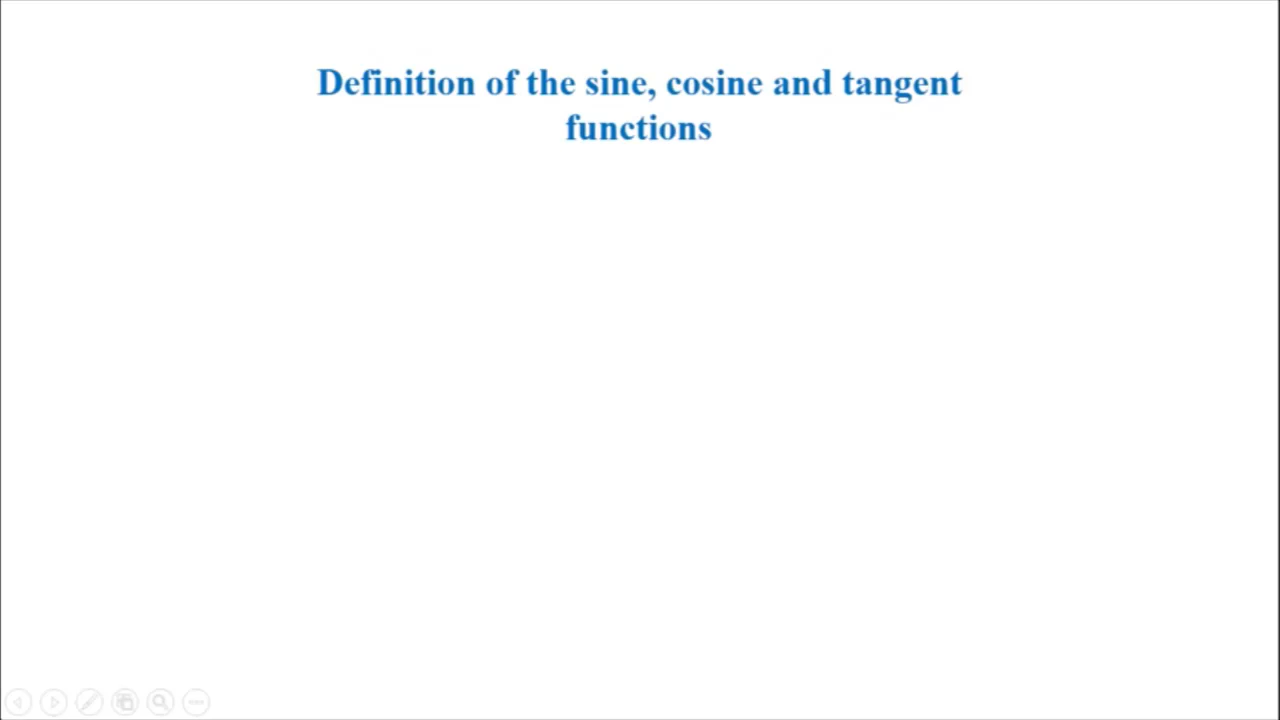 Definition of the sine, cosine and tangent
functions